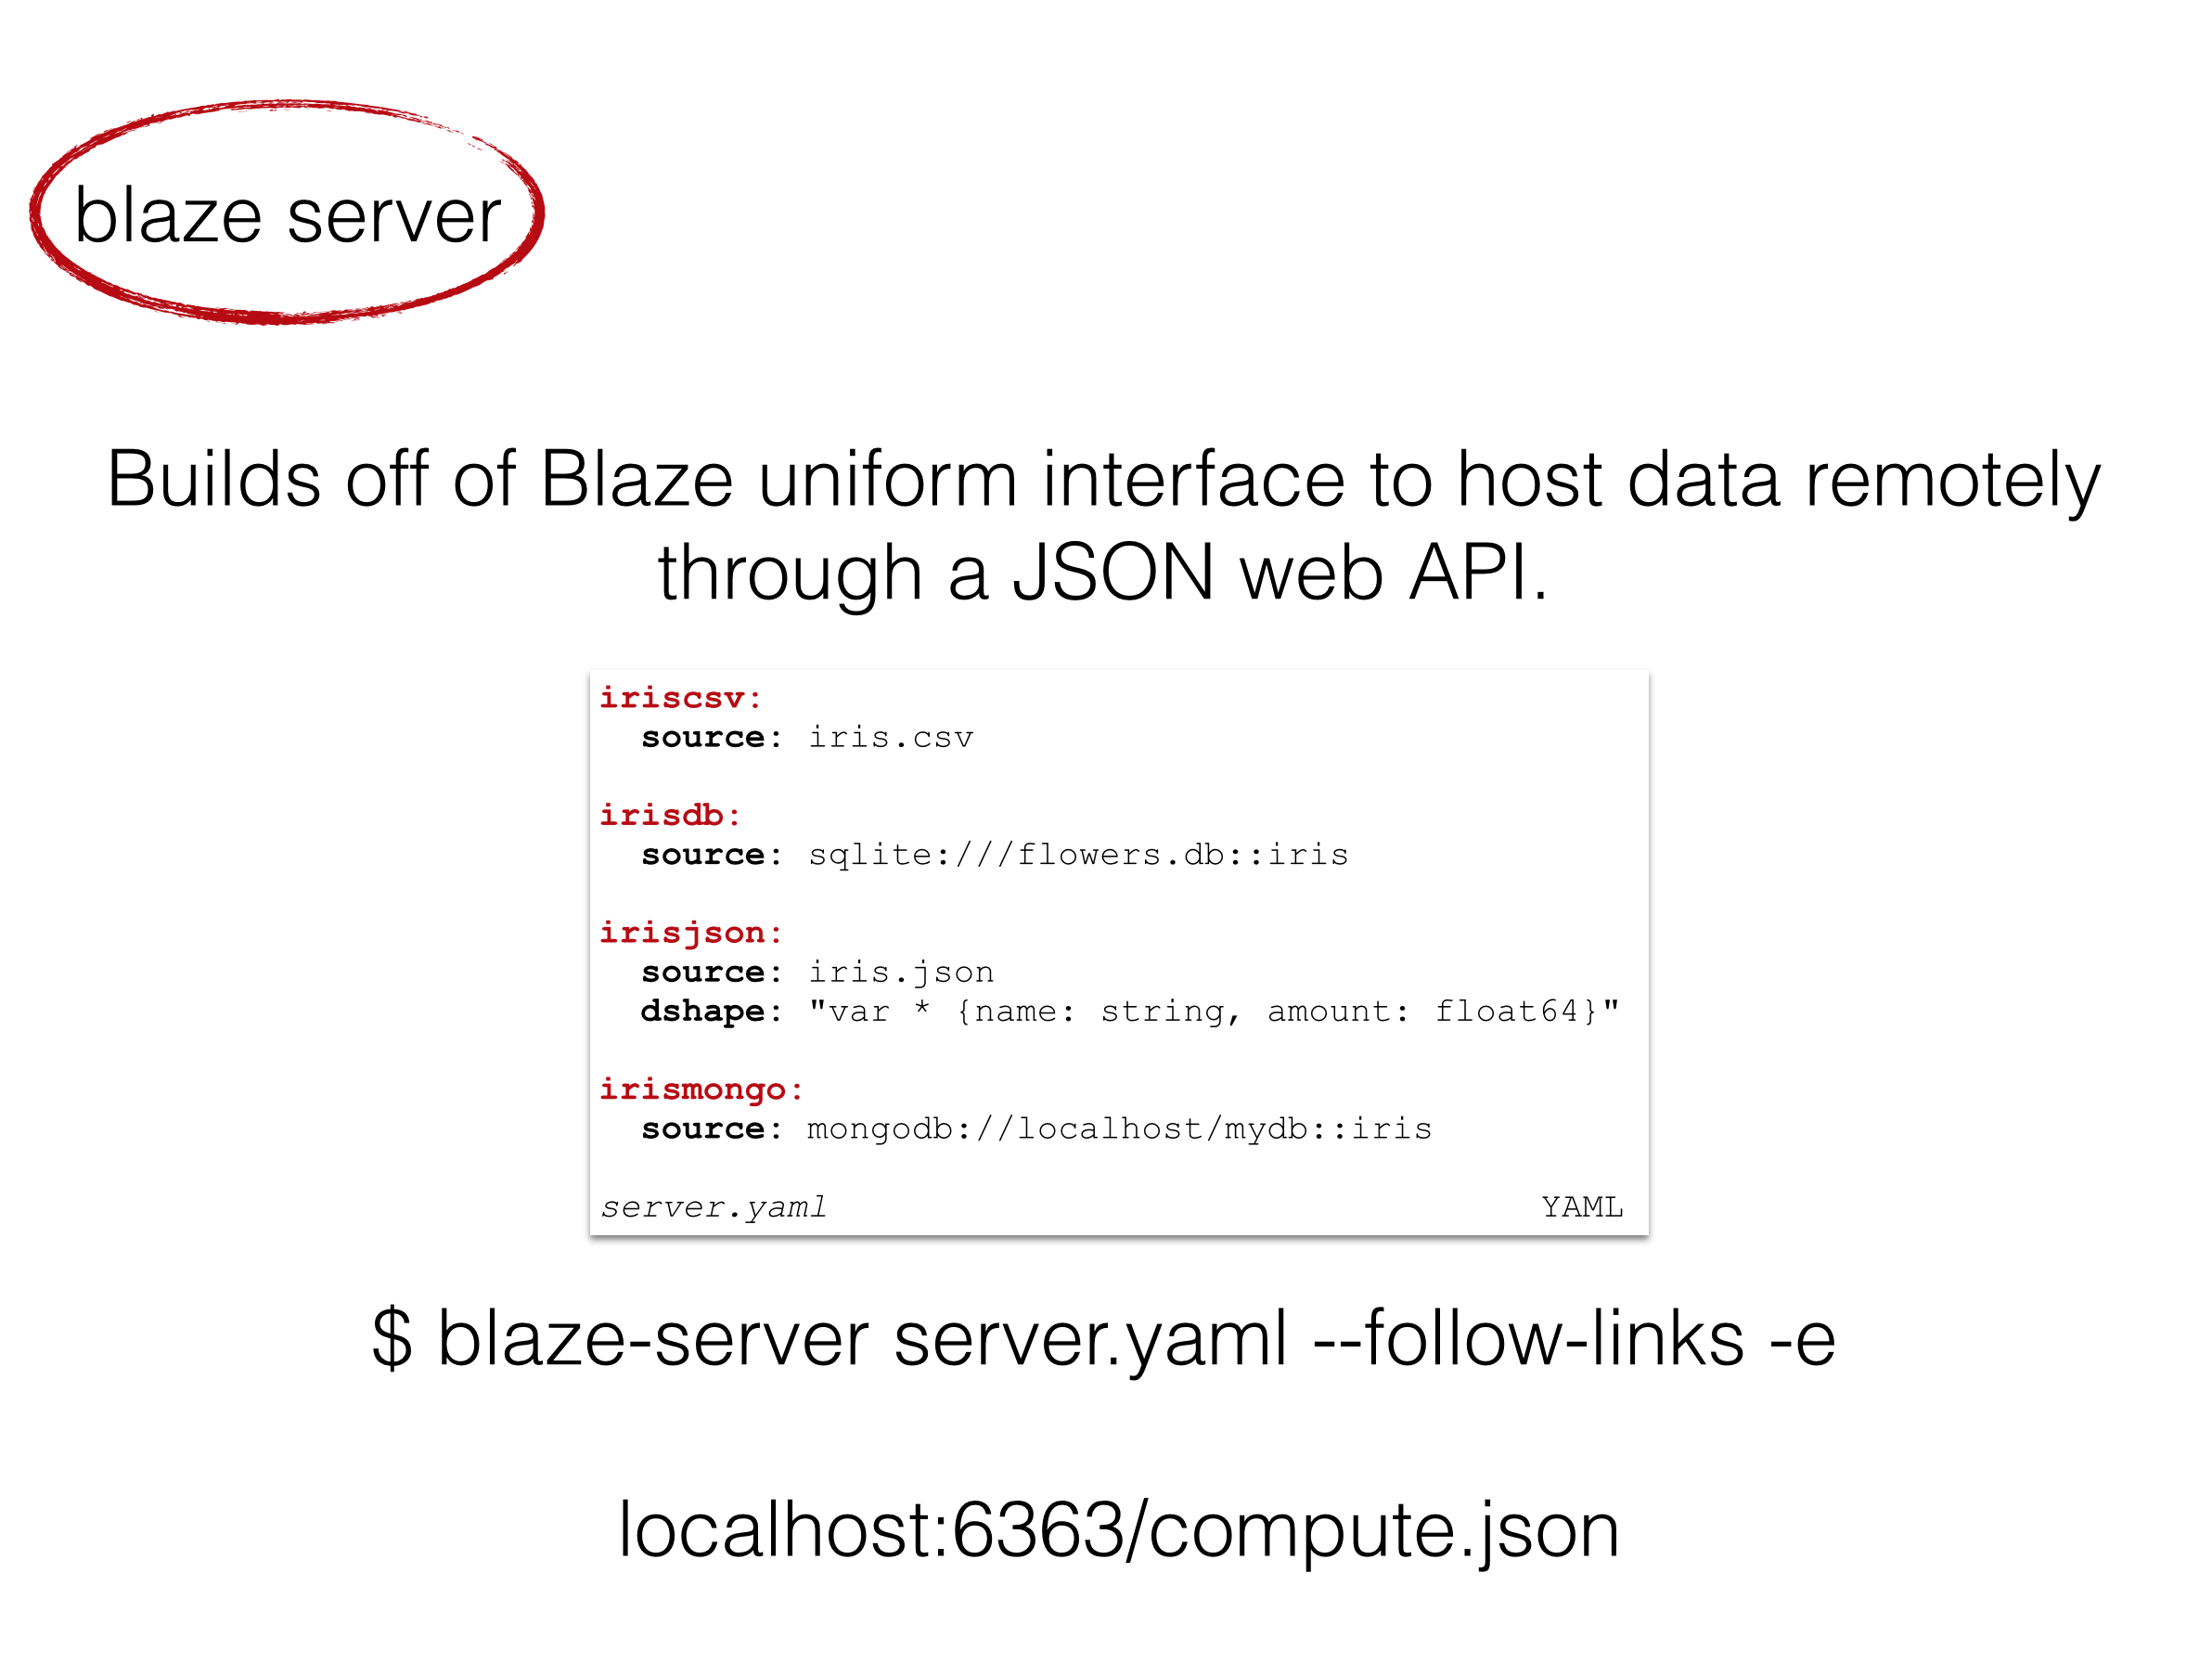 blaze server
Builds off of Blaze uniform interface to host data remotely
through a JSON web API.
iriscsv:
  source: iris.csv
irisdb:
  source: sqlite:///flowers.db::iris
irisjson:
  source: iris.json
  dshape: "var * {name: string, amount: float64}"
irismongo:
  source: mongodb://localhost/mydb::iris
server.yaml YAML
$ blaze-server server.yaml --follow-links -e
localhost:6363/compute.json